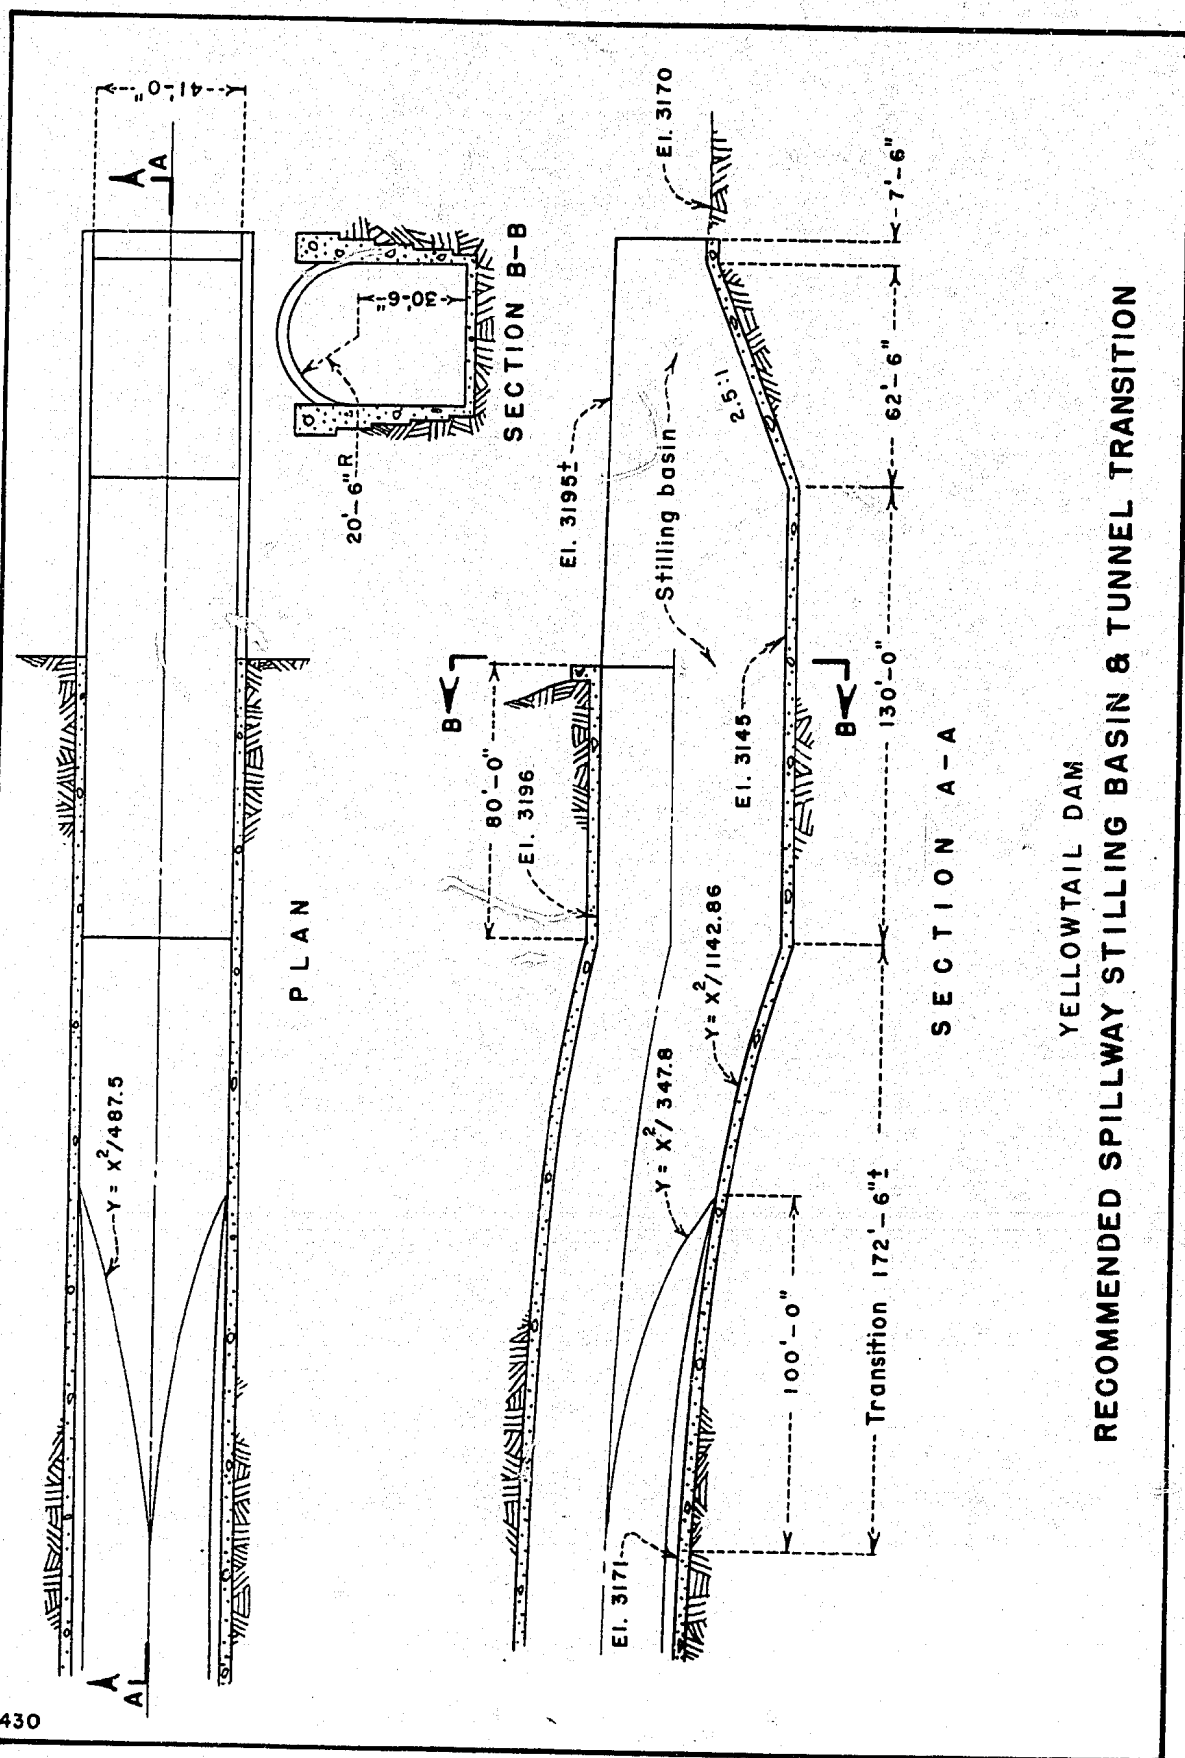 41'-0"
A
A
Y = X²/487.5
PLAN
20'-6" R
30'-6"
SECTION B-B
El. 3170
El. 3195±
Stilling basin
2.5:1
7'-6"
62'-6"
B
B
80'-0"
El. 3196
El. 3145
130'-0"
Y = X²/1142.86
Y = X²/347.8
El. 3171
100'-0"
Transition 172'-6"±
SECTION A-A
YELLOWTAIL DAM
RECOMMENDED SPILLWAY STILLING BASIN & TUNNEL TRANSITION
430